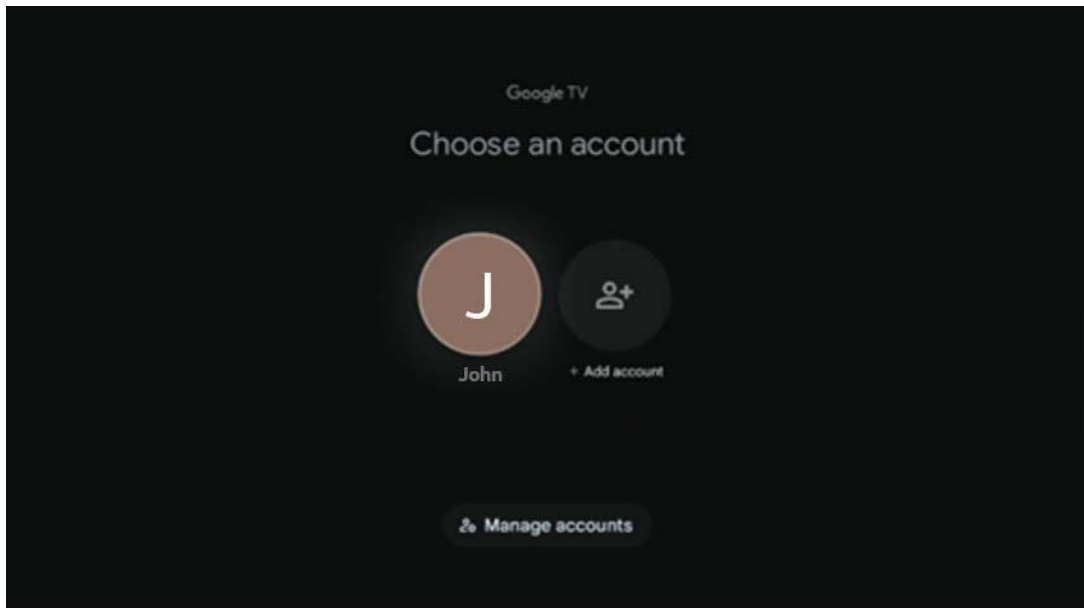 Google TV
Choose an account
J
John
+ Add account
Manage accounts